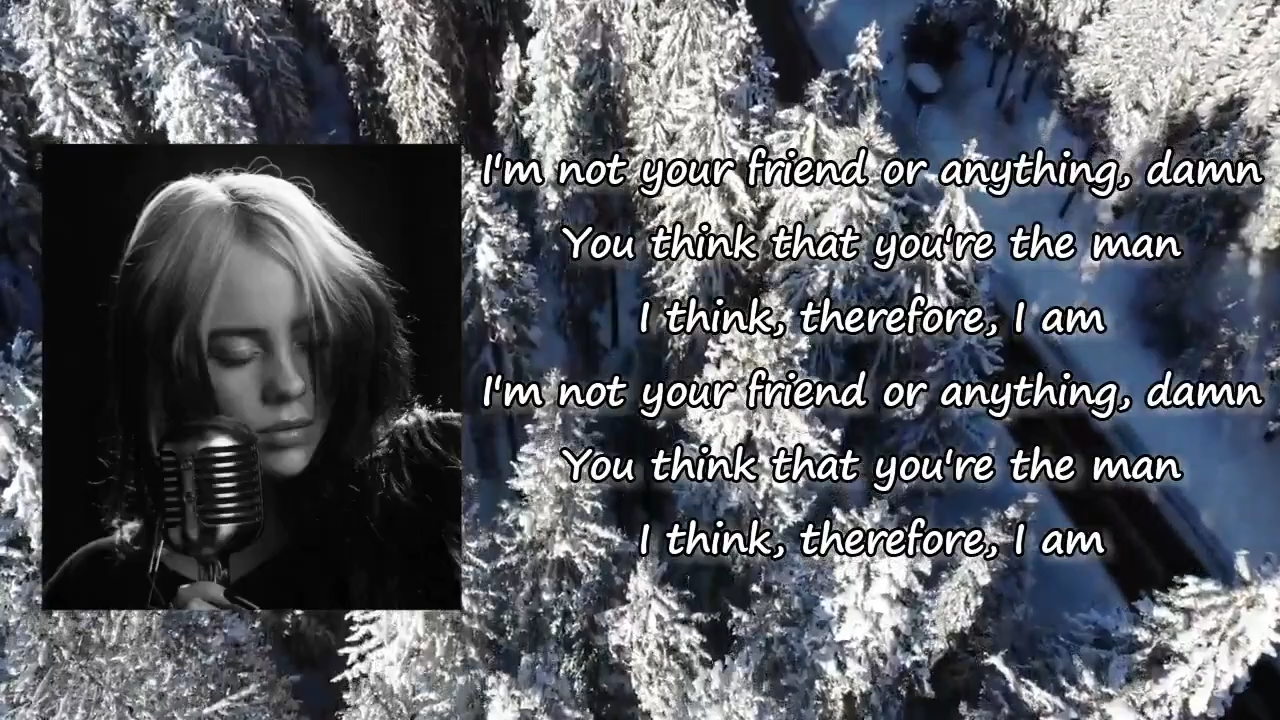 I'm not your friend or anything, damn
You think that you're the man
I think, therefore, I am
I'm not your friend or anything, damn
You think that you're the man
I think, therefore, I am